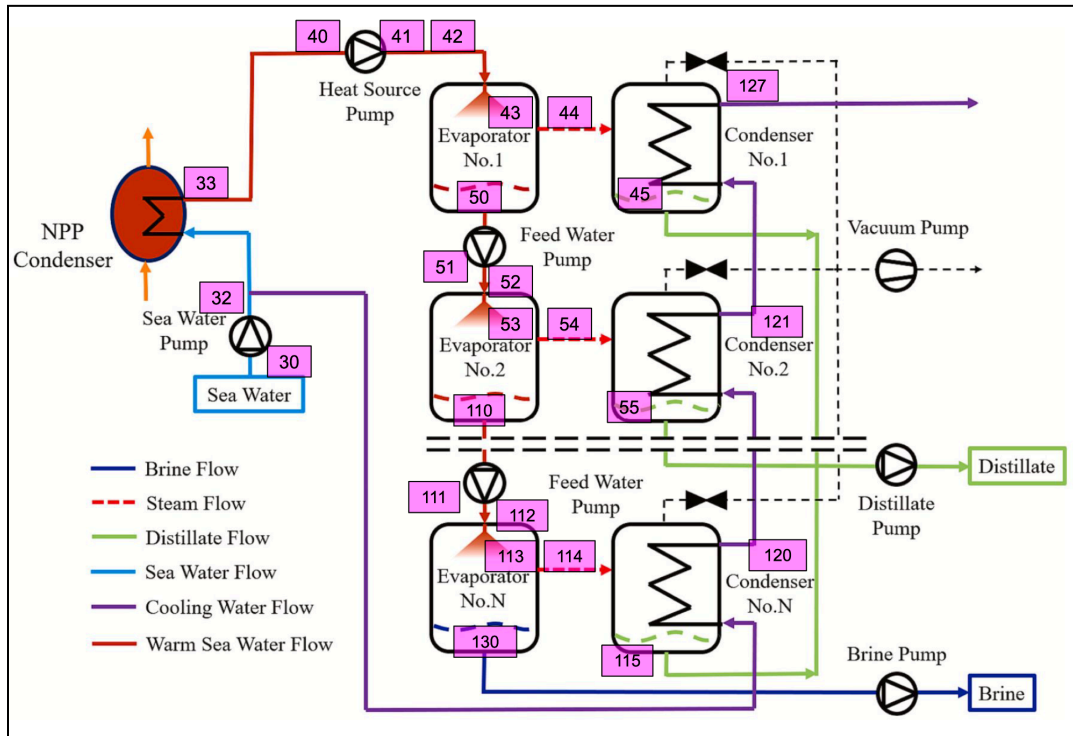 40
41
42
Heat Source
Pump
43
44
Evaporator
No.1
127
Condenser
No.1
33
50
45
NPP
Condenser
51
Feed Water
Pump
Vacuum Pump
32
Sea Water
Pump
52
53
54
Evaporator
No.2
121
Condenser
No.2
30
Sea Water
110
55
Brine Flow
Steam Flow
Distillate Flow
Sea Water Flow
Cooling Water Flow
Warm Sea Water Flow
111
Feed Water
Pump
Distillate
Distillate
Pump
112
113
114
Evaporator
No.N
120
Condenser
No.N
130
115
Brine Pump
Brine